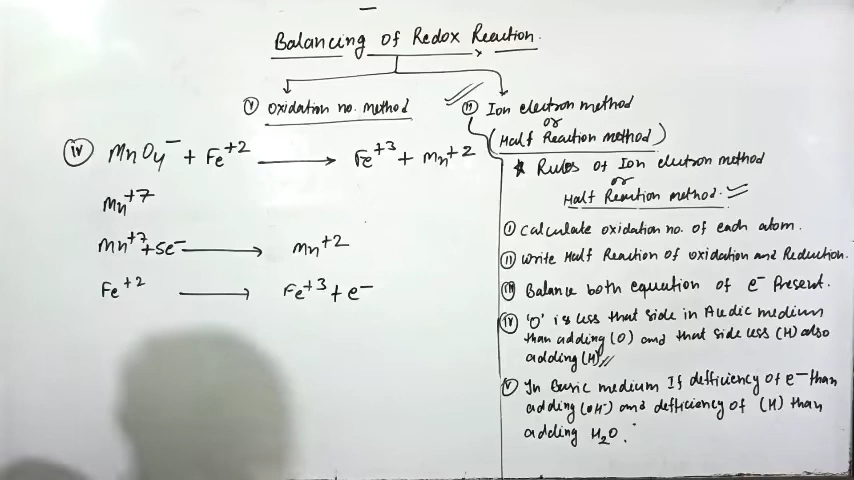 Balancing of Redox Reaction.
(i) Oxidation no. method
(ii) Ion electron method
or
(Half Reaction method)
(iv) MnO4⁻ + Fe⁺² ⟶ Fe⁺³ + Mn⁺²
Mn⁺⁷
Mn⁺⁷+5e⁻ ⟶ Mn⁺²
Fe⁺² ⟶ Fe⁺³ + e⁻
* Rules of Ion electron method
or
Half Reaction method.
(i) Calculate oxidation no. of each atom.
(ii) Write Half Reaction of oxidation and Reduction.
(iii) Balance both equation of e⁻ Present.
(iv) 'O' is less that side in Acidic medium
than adding (O) and that side less (H) also
adding (H)
(v) In Basic medium If defficiency of e⁻ than
adding (OH⁻) and defficiency of (H) than
adding H₂O.